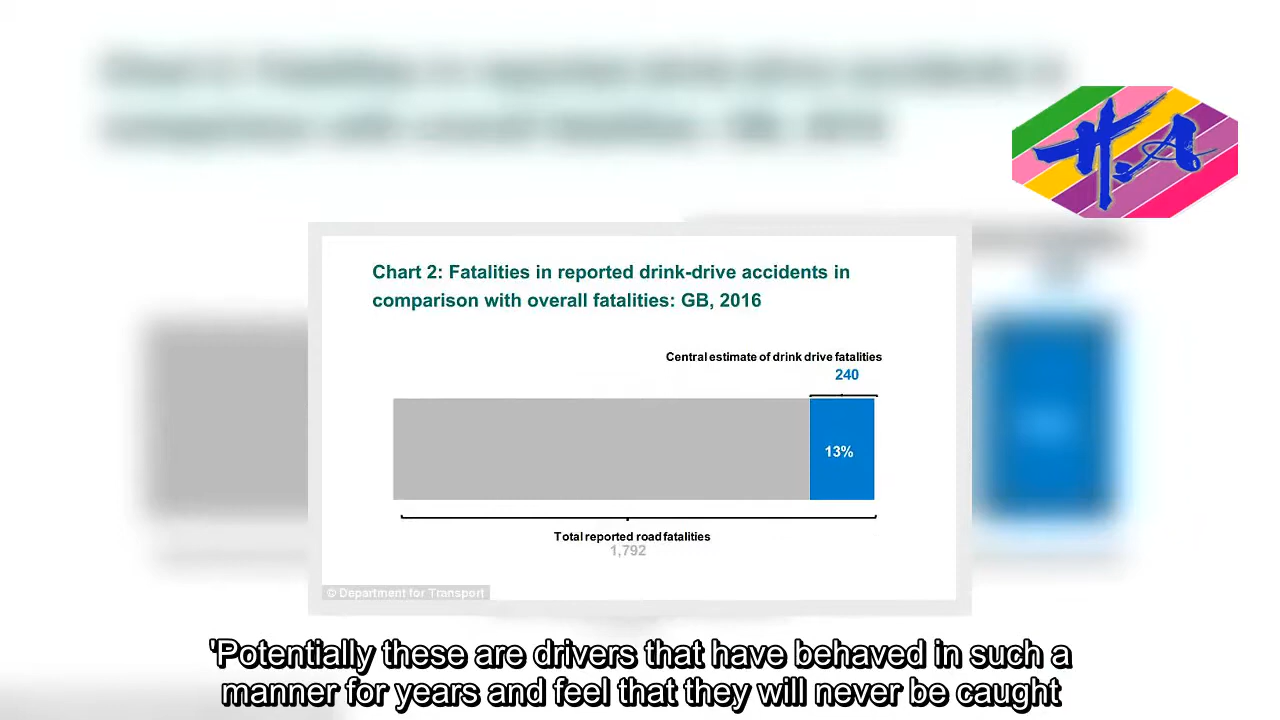 Chart 2: Fatalities in reported drink-drive accidents in
comparison with overall fatalities: GB, 2016
Central estimate of drink drive fatalities
240
13%
Total reported road fatalities
1,792
© Department for Transport
H.A
'Potentially these are drivers that have behaved in such a
manner for years and feel that they will never be caught